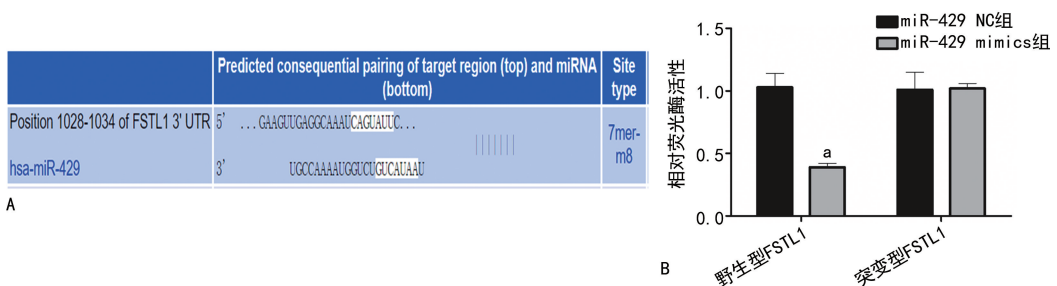 Predicted consequential pairing of target region (top) and miRNA
(bottom)
Site
type
Position 1028-1034 of FSTL1 3' UTR 5' ...GAAGUUGAGGCAAAUCAGUAUUC...
|||||||
hsa-miR-429 3' UGCCAAAAUGGUCUGUCAUAAU
7mer-
m8
A
miR-429 NC组
miR-429 mimics组
相对荧光酶活性
1.5
1.0
0.5
0.0
a
野生型FSTL1
突变型FSTL1
B